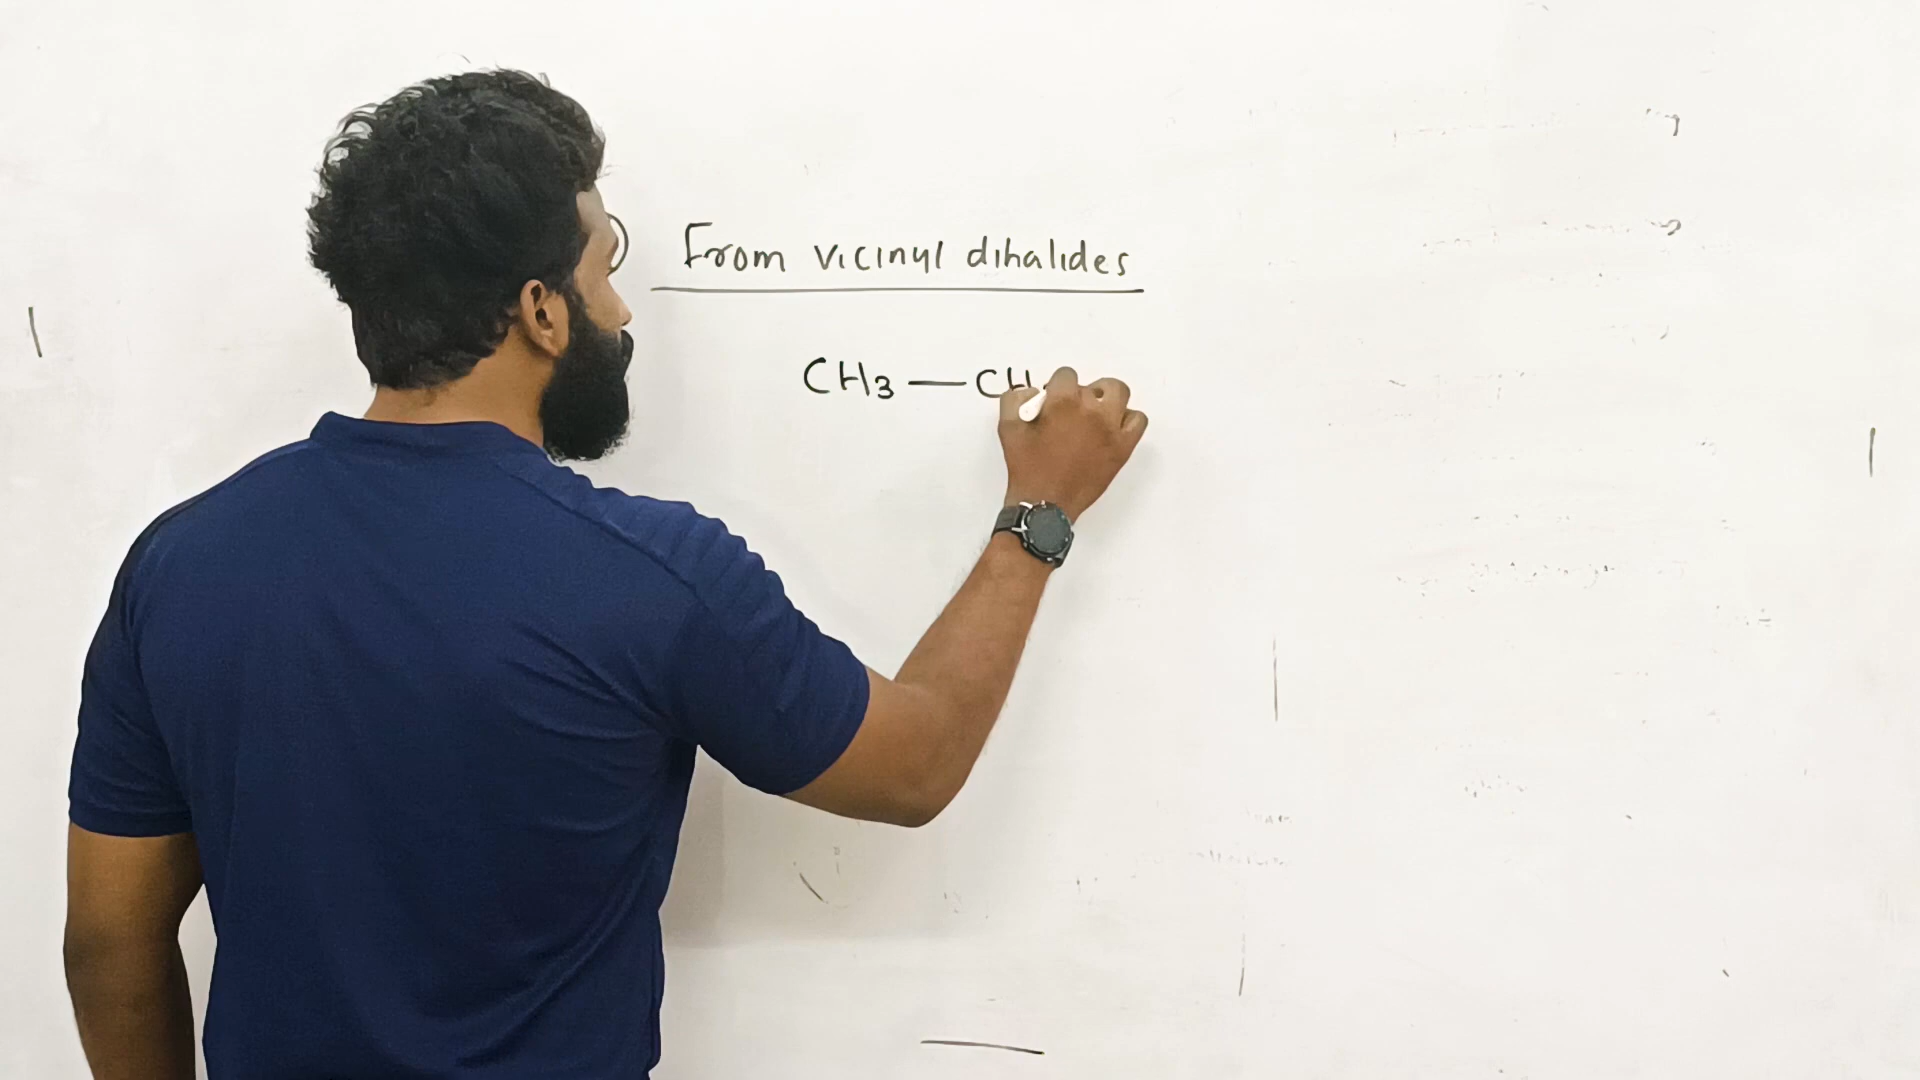 ) From vicinyl dihalides
CH3 — CH